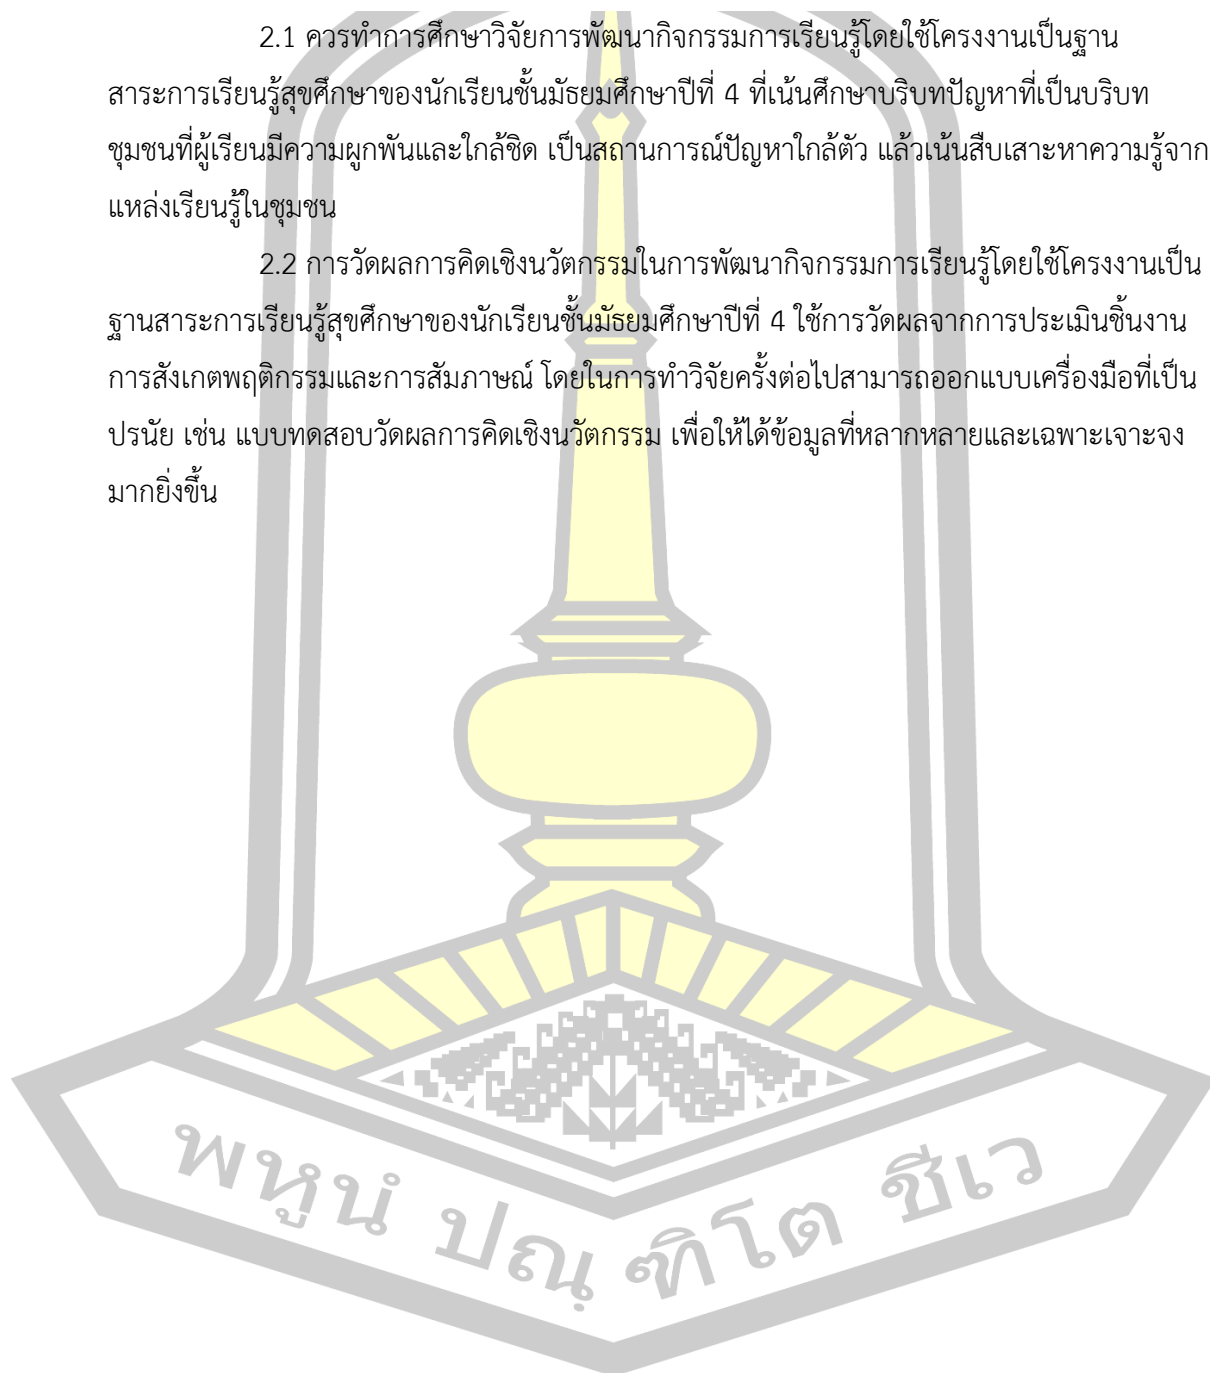 2.1 ควรทำการศึกษาวิจัยการพัฒนากิจกรรมการเรียนรู้โดยใช้โครงงานเป็นฐาน
สาระการเรียนรู้สุขศึกษาของนักเรียนชั้นมัธยมศึกษาปีที่ 4 ที่เน้นศึกษาบริบทปัญหาที่เป็นบริบท
ชุมชนที่ผู้เรียนมีความผูกพันและใกล้ชิด เป็นสถานการณ์ปัญหาใกล้ตัว แล้วเน้นสืบเสาะหาความรู้จาก
แหล่งเรียนรู้ในชุมชน
2.2 การวัดผลการคิดเชิงนวัตกรรมในการพัฒนากิจกรรมการเรียนรู้โดยใช้โครงงานเป็น
ฐานสาระการเรียนรู้สุขศึกษาของนักเรียนชั้นมัธยมศึกษาปีที่ 4 ใช้การวัดผลจากการประเมินชิ้นงาน
การสังเกตพฤติกรรมและการสัมภาษณ์ โดยในการทำวิจัยครั้งต่อไปสามารถออกแบบเครื่องมือที่เป็น
ปรนัย เช่น แบบทดสอบวัดผลการคิดเชิงนวัตกรรม เพื่อให้ได้ข้อมูลที่หลากหลายและเฉพาะเจาะจง
มากยิ่งขึ้น
พหูนํ ปณฺ ฑิโต ชีเว